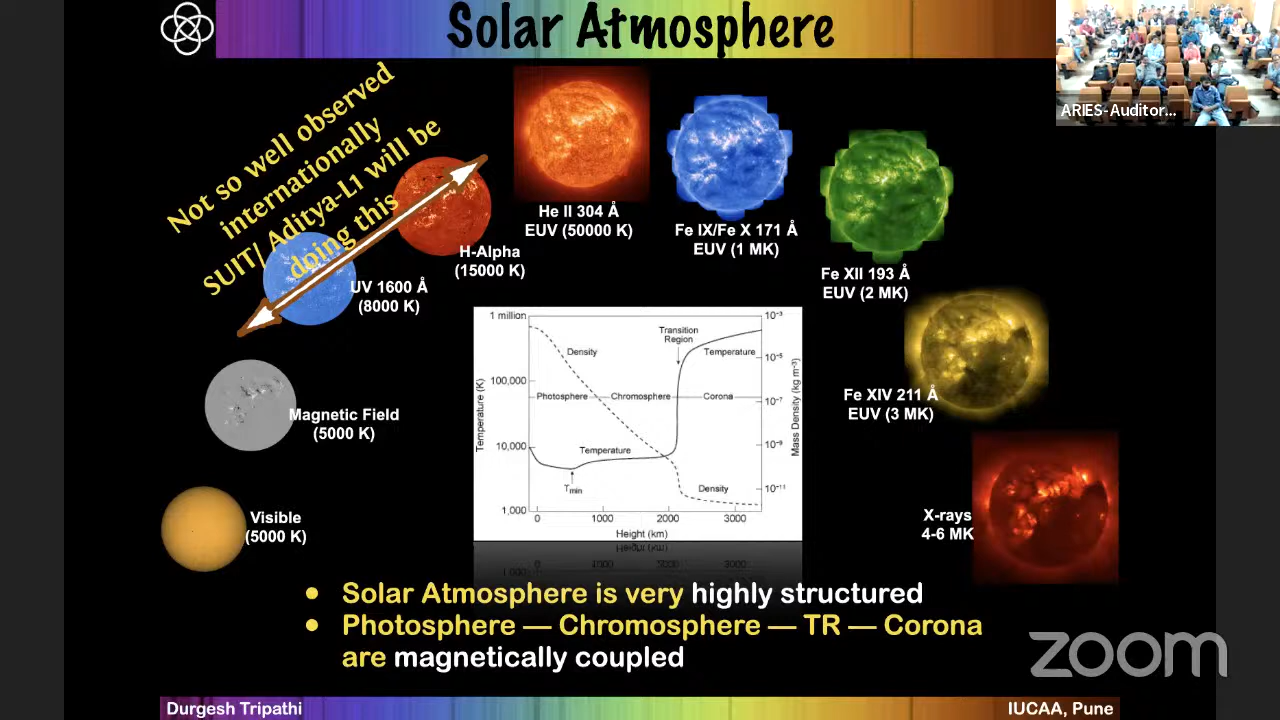 Solar Atmosphere
ARIES-Auditor...
Not so well observed
internationally
SUIT/ Aditya-L1 will be
doing this
He II 304 Å
EUV (50000 K)
Fe IX/Fe X 171 Å
EUV (1 MK)
H-Alpha
(15000 K)
Fe XII 193 Å
EUV (2 MK)
UV 1600 Å
(8000 K)
Fe XIV 211 Å
EUV (3 MK)
Magnetic Field
(5000 K)
Visible
(5000 K)
X-rays
4-6 MK
1 million
100,000
10,000
1,000
Temperature (K)
Density
Transition
Region
Temperature
Photosphere
Chromosphere
Corona
Temperature
Tmin
Density
10⁻³
10⁻⁵
10⁻⁷
10⁻⁹
10⁻¹¹
Mass Density (kg m⁻³)
0 1000 2000 3000
Height (km)
• Solar Atmosphere is very highly structured
• Photosphere — Chromosphere — TR — Corona
are magnetically coupled
zoom
Durgesh Tripathi
IUCAA, Pune